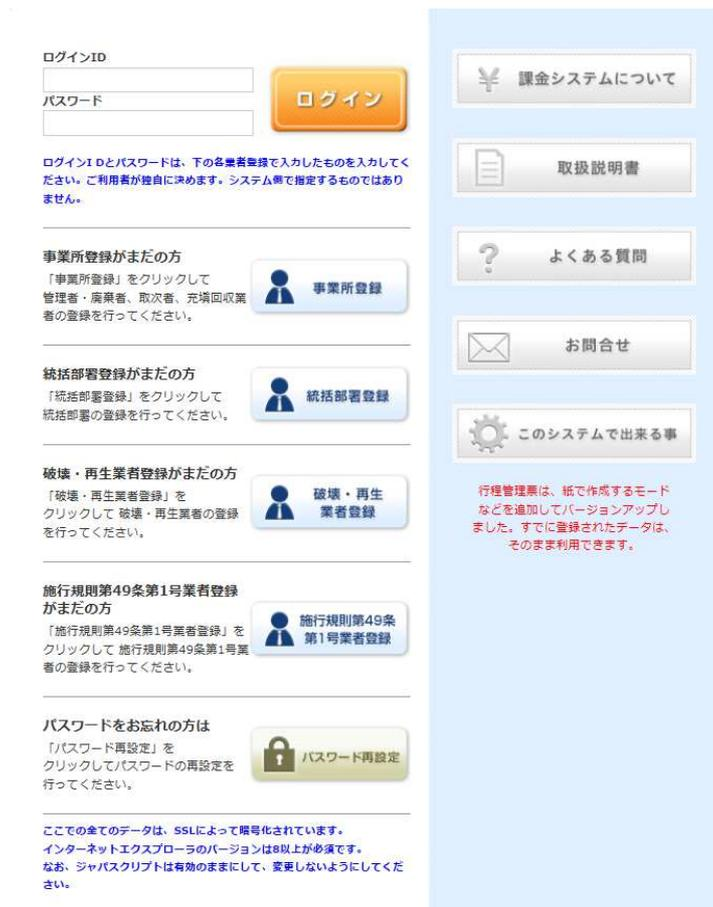 ログインID
パスワード
ログイン
ログインIDとパスワードは、下の各業者登録で入力したものを入力してく
ださい。ご利用者が独自に決めます。システム側で指定するものではあり
ません。
事業所登録がまだの方
「事業所登録」をクリックして
管理者・廃棄者、取次者、充塡回収業
者の登録を行ってください。
事業所登録
統括部署登録がまだの方
「統括部署登録」をクリックして
統括部署の登録を行ってください。
統括部署登録
破壊・再生業者登録がまだの方
「破壊・再生業者登録」を
クリックして 破壊・再生業者の登録
を行ってください。
破壊・再生
業者登録
施行規則第49条第1号業者登録
がまだの方
「施行規則第49条第1号業者登録」を
クリックして 施行規則第49条第1号業
者の登録を行ってください。
施行規則第49条
第1号業者登録
パスワードをお忘れの方は
「パスワード再設定」を
クリックしてパスワードの再設定を
行ってください。
パスワード再設定
ここでの全てのデータは、SSLによって暗号化されています。
インターネットエクスプローラのバージョンは8以上が必須です。
なお、ジャバスクリプトは有効のままにして、変更しないようにしてくだ
さい。
課金システムについて
取扱説明書
よくある質問
お問合せ
このシステムで出来る事
行程管理票は、紙で作成するモード
などを追加してバージョンアップし
ました。すでに登録されたデータは、
そのまま利用できます。